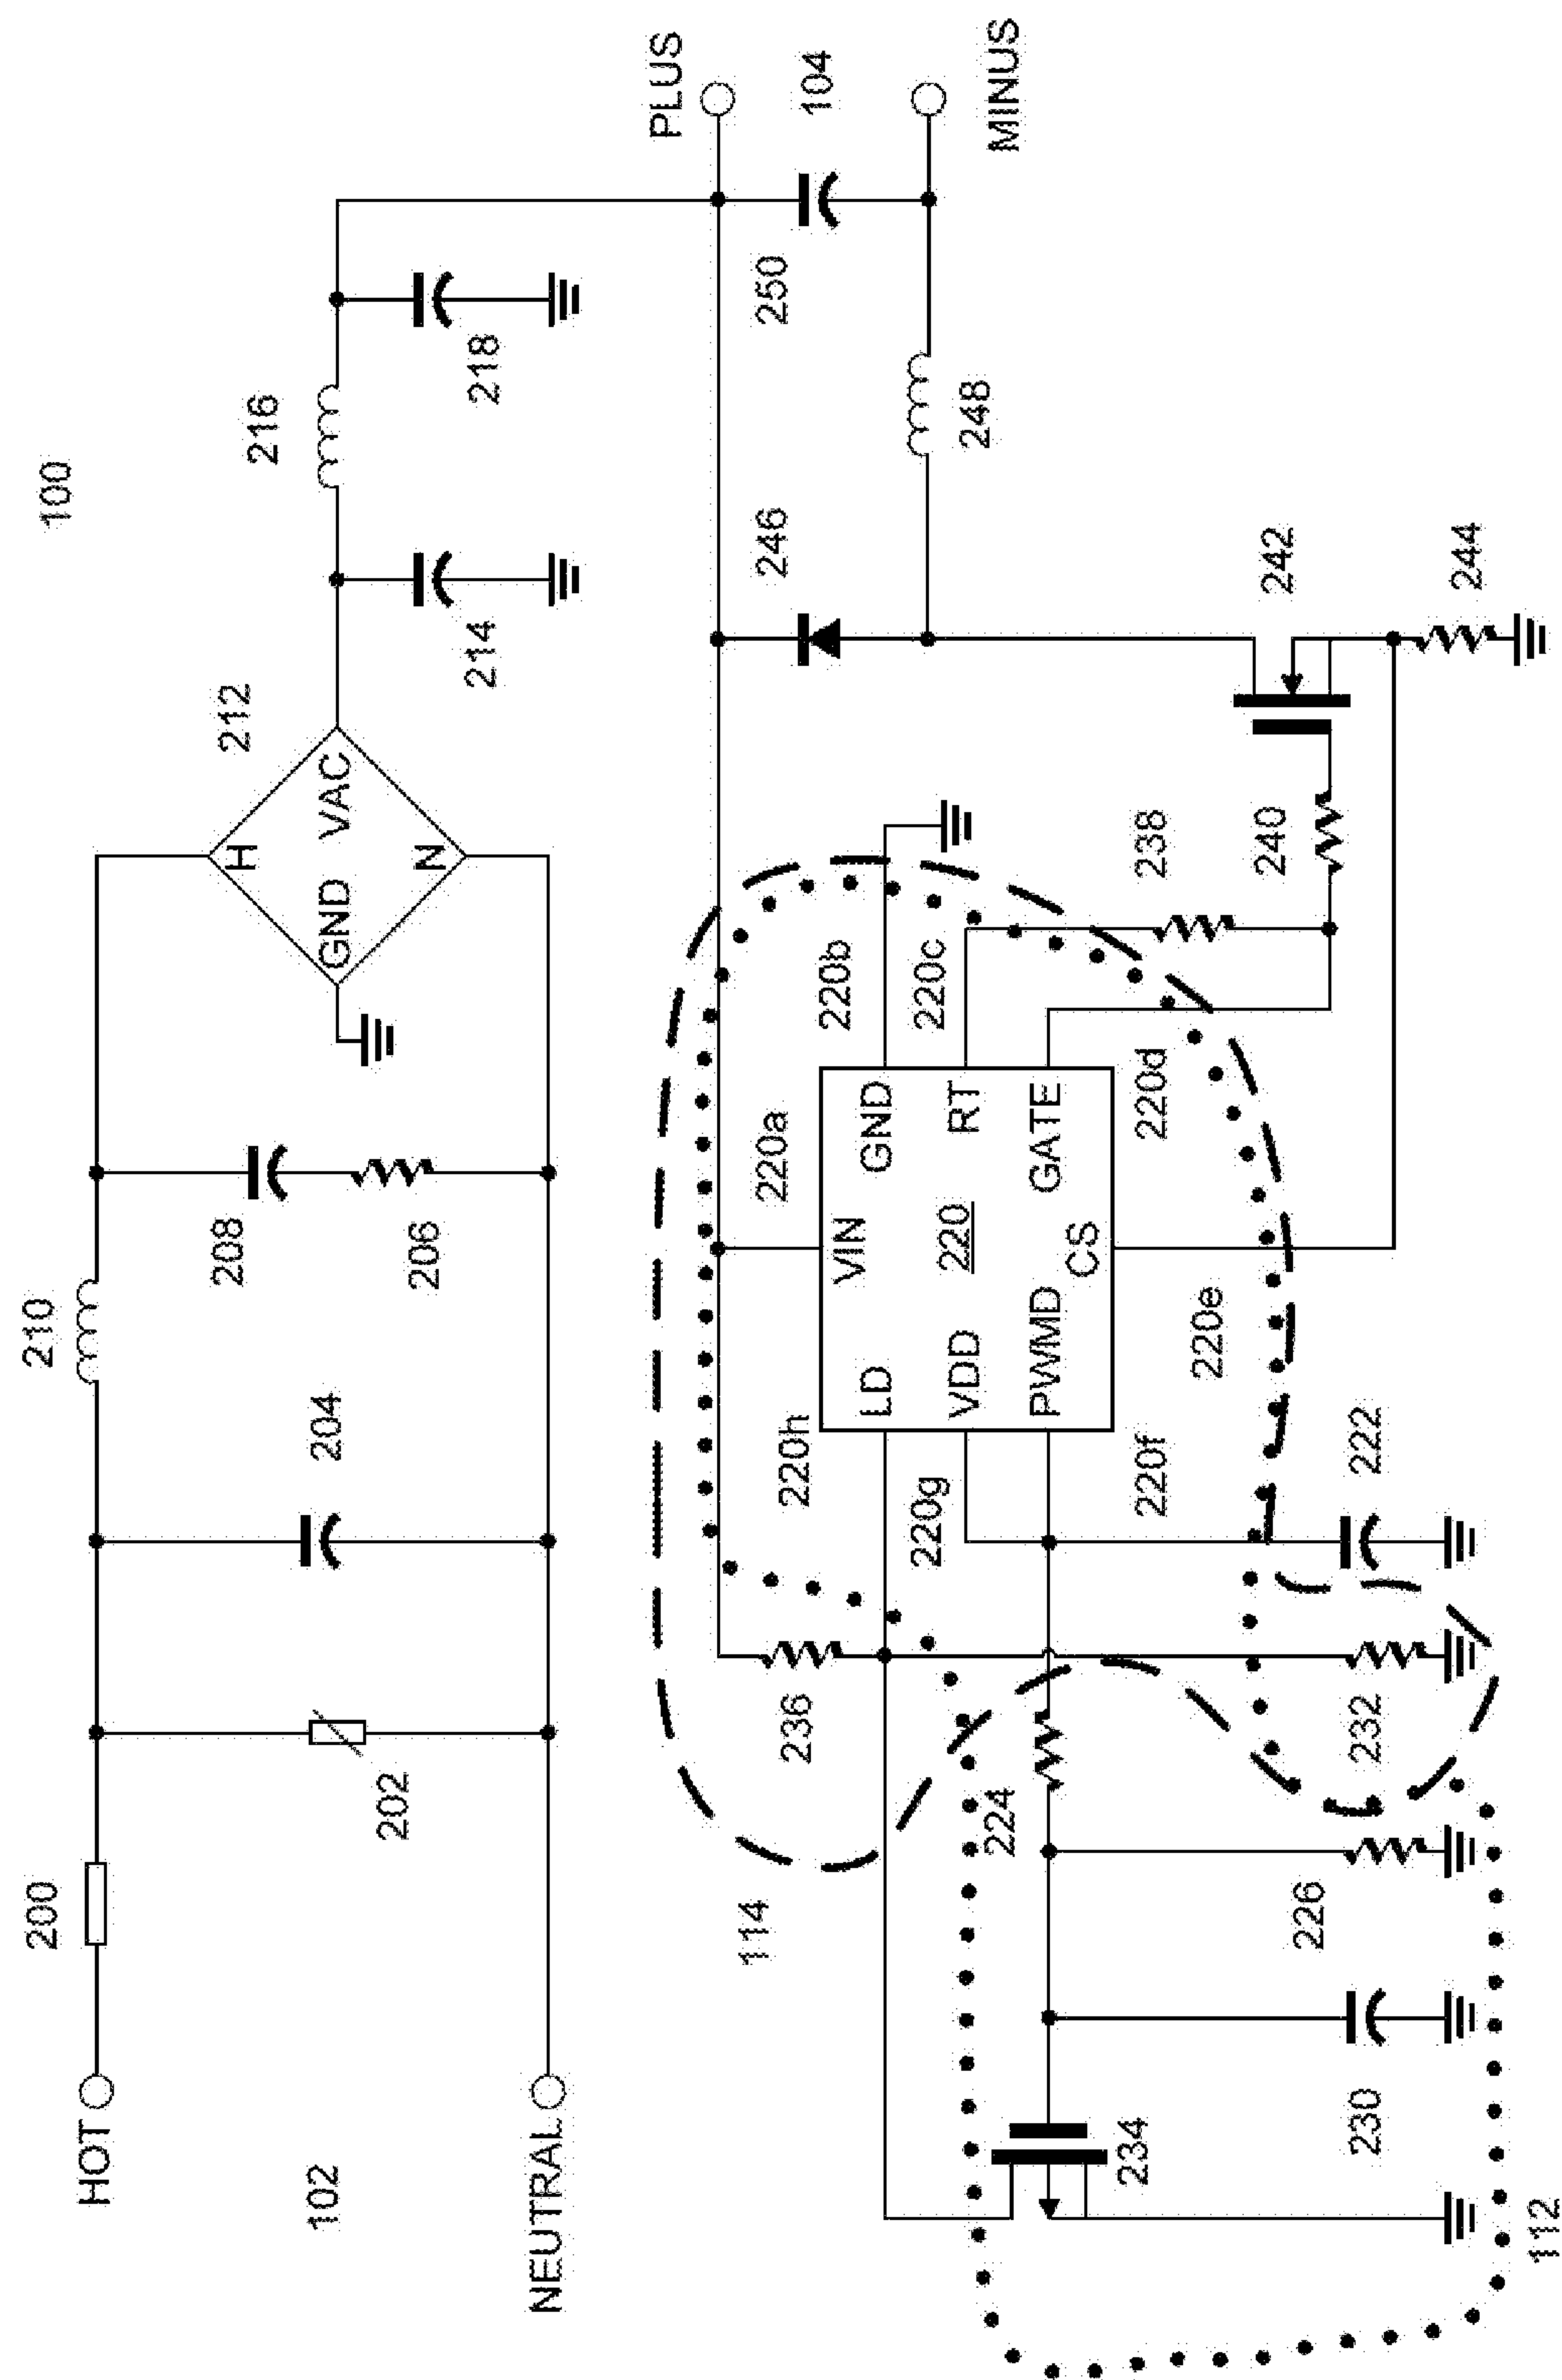 100
HOT
200
210
216
PLUS
102
202
204
208
206
H
GND VAC
N
212
214
218
104
NEUTRAL
MINUS
250
246
248
114
236
220h
220a
220b
220c
220g
LD
VIN
GND
VDD
220
RT
PWMD
CS
GATE
220f
220e
220d
238
240
242
244
224
222
234
230
226
232
112